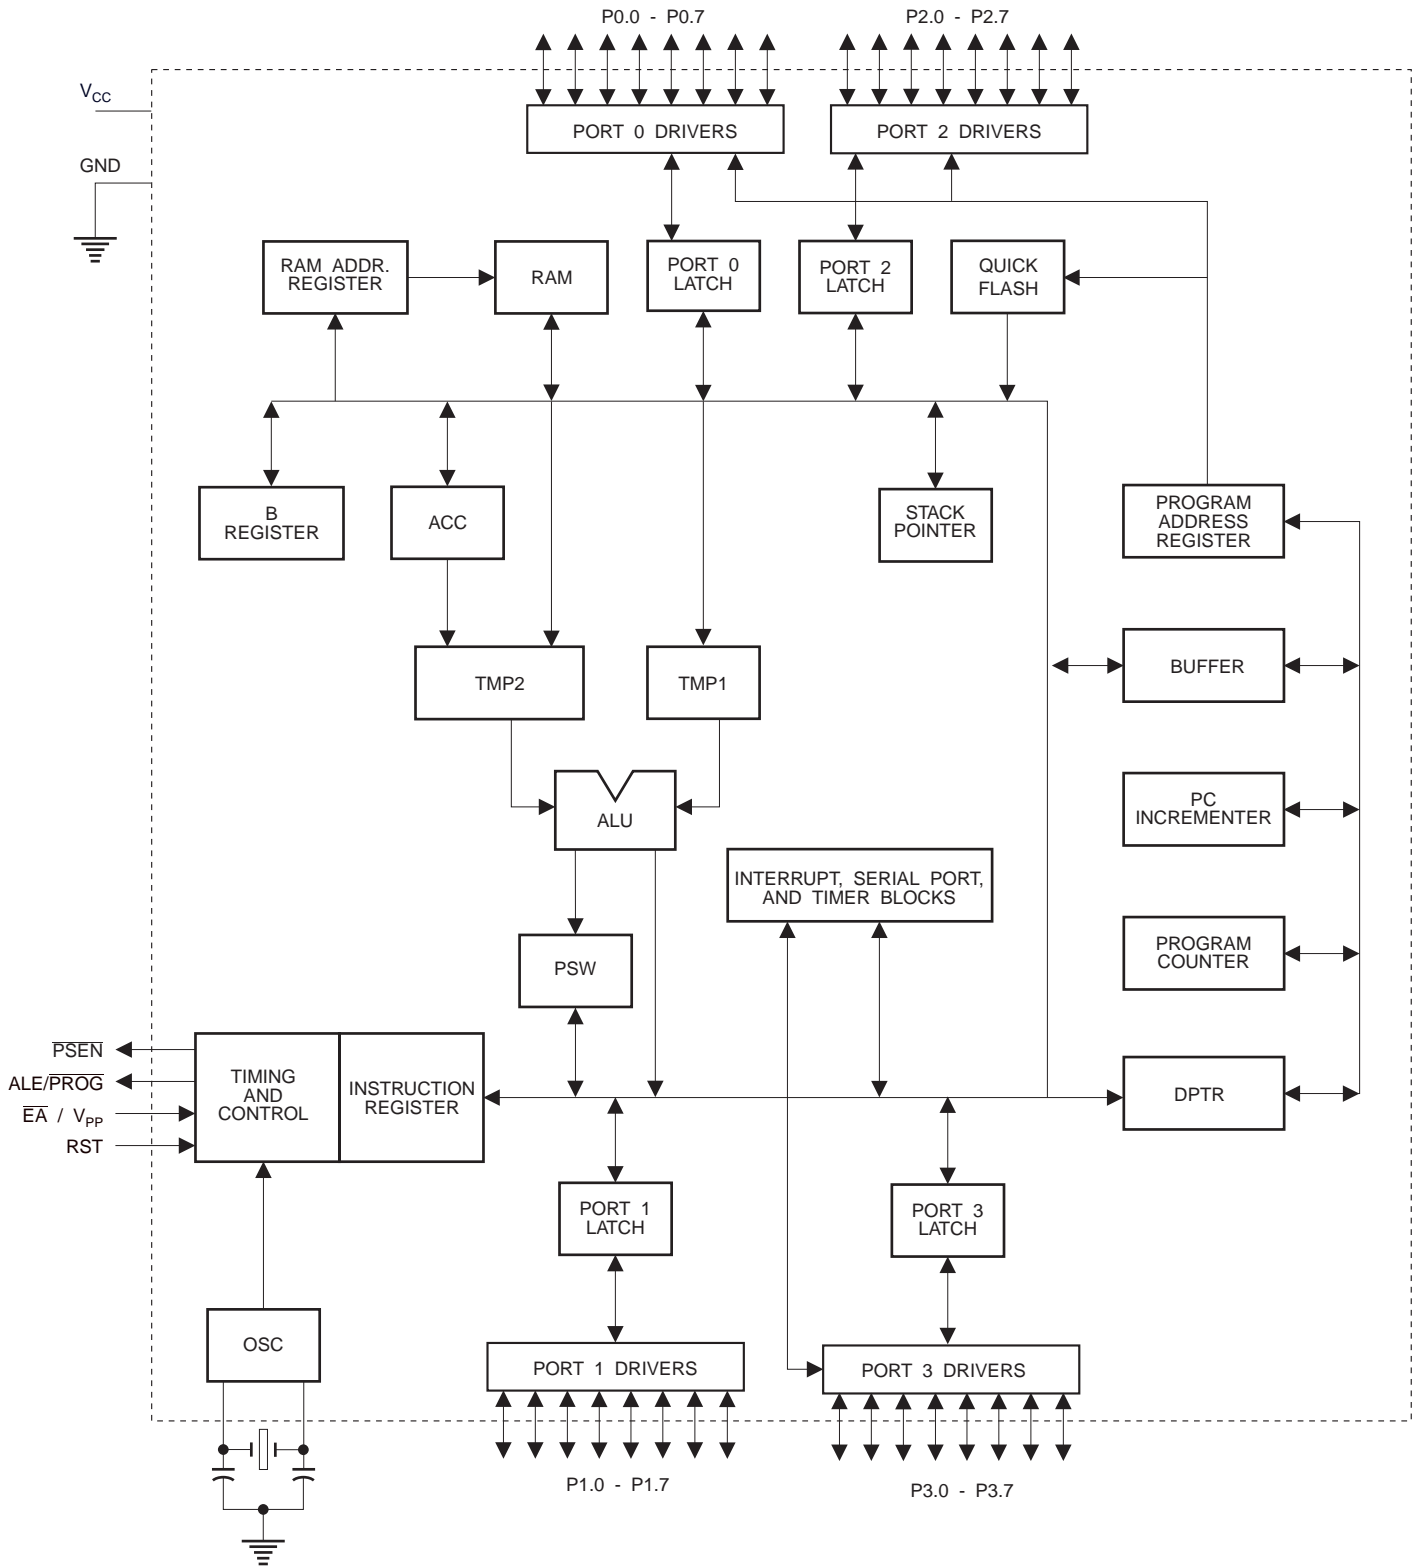 P0.0 - P0.7
P2.0 - P2.7
VCC
PORT 0 DRIVERS
PORT 2 DRIVERS
GND
RAM ADDR.
REGISTER
RAM
PORT 0
LATCH
PORT 2
LATCH
QUICK
FLASH
B
REGISTER
ACC
STACK
POINTER
PROGRAM
ADDRESS
REGISTER
TMP2
TMP1
BUFFER
ALU
PC
INCREMENTER
INTERRUPT, SERIAL PORT,
AND TIMER BLOCKS
PSW
PROGRAM
COUNTER
PSEN
ALE/PROG
EA / VPP
RST
TIMING
AND
CONTROL
INSTRUCTION
REGISTER
DPTR
PORT 1
LATCH
PORT 3
LATCH
OSC
PORT 1 DRIVERS
PORT 3 DRIVERS
P1.0 - P1.7
P3.0 - P3.7